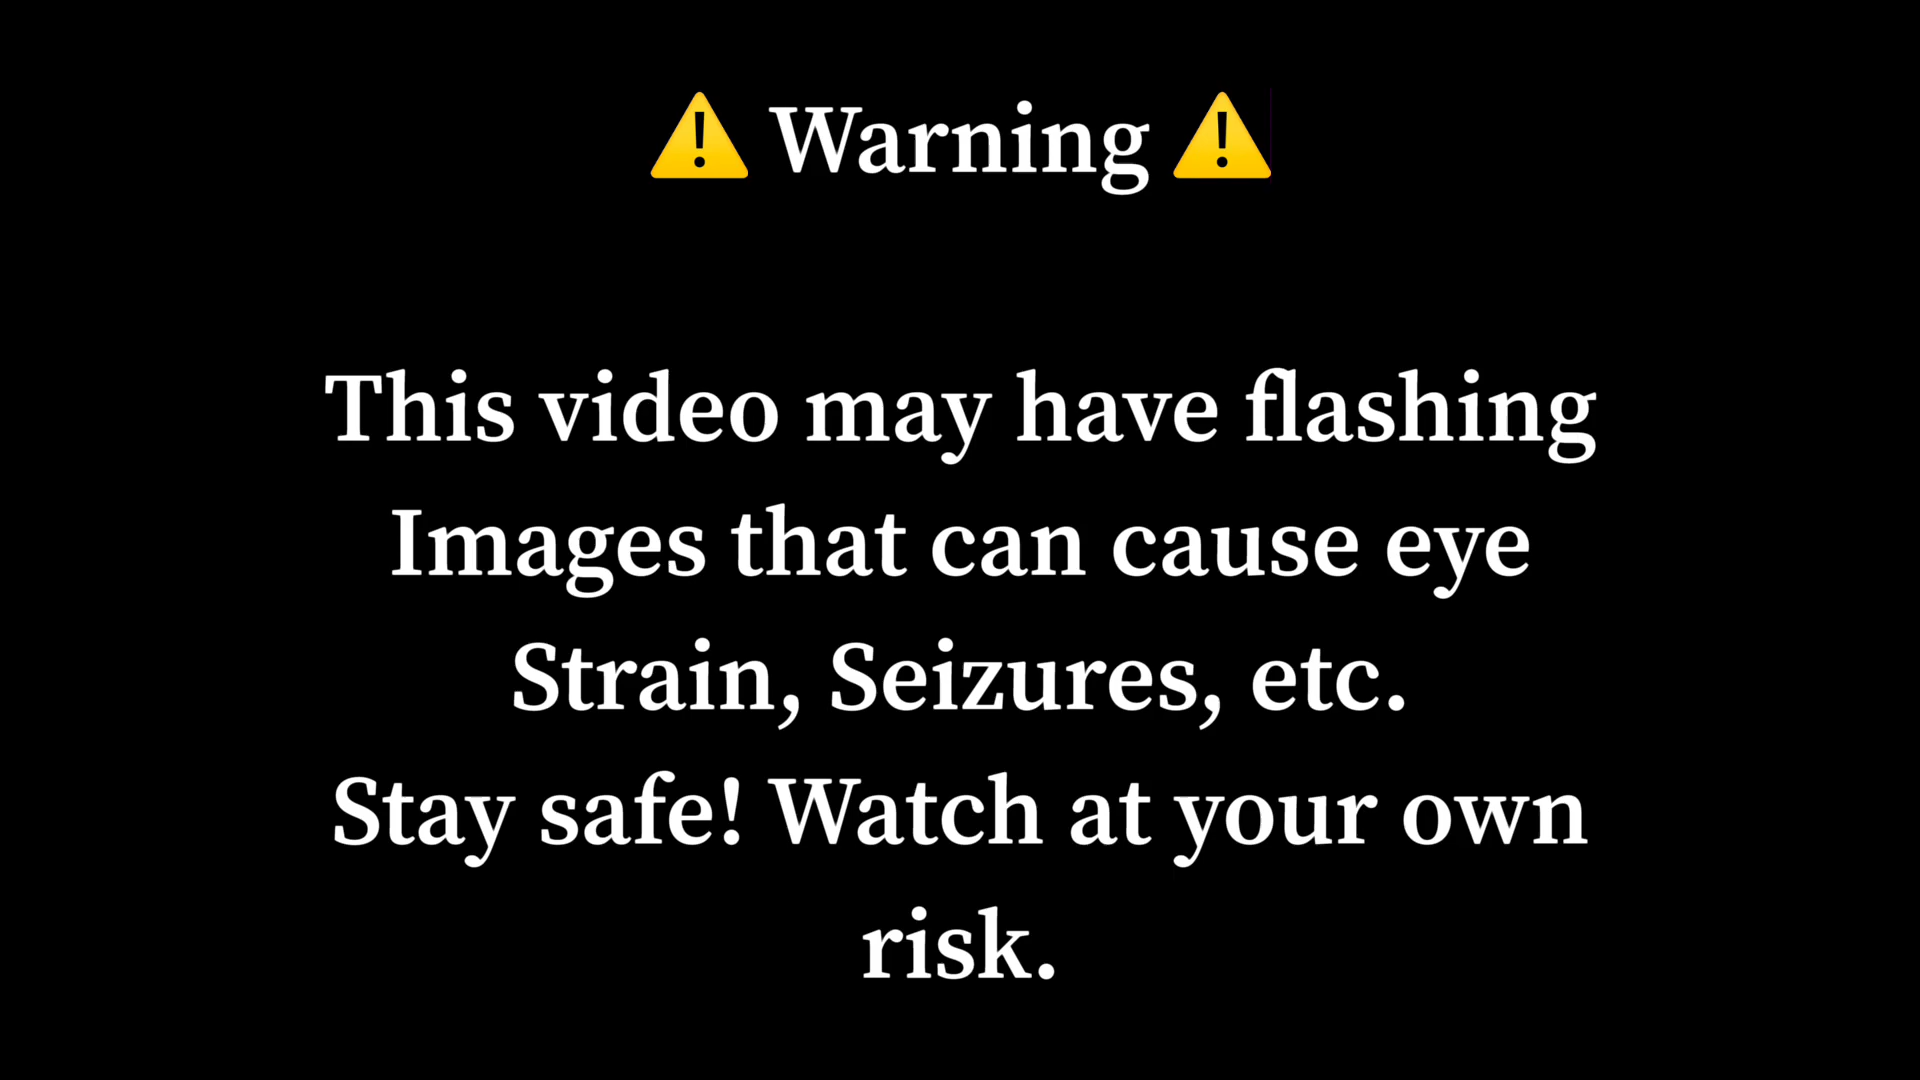 ⚠️ Warning ⚠️
This video may have flashing
Images that can cause eye
Strain, Seizures, etc.
Stay safe! Watch at your own
risk.